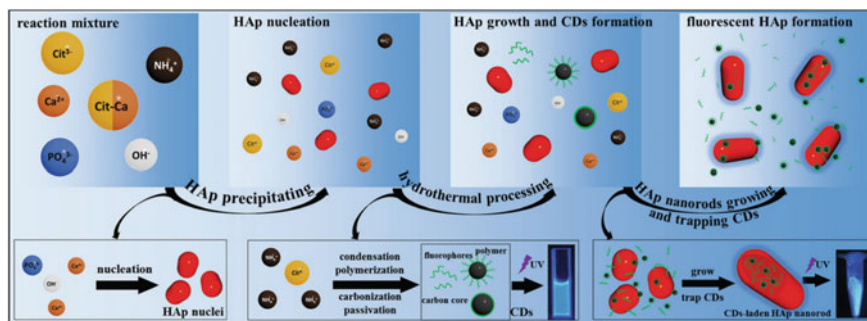 reaction mixture
HAp nucleation
HAp growth and CDs formation
fluorescent HAp formation
Cit³⁻
NH₄⁺
Ca²⁺
Cit-Ca
PO₄³⁻
OH⁻
HAp precipitating
hydrothermal processing
HAp nanorods growing
and trapping CDs
nucleation
HAp nuclei
condensation
polymerization
carbonization
passivation
fluorophores
polymer
carbon core
UV
CDs
grow
trap CDs
UV
CDs-laden HAp nanorod